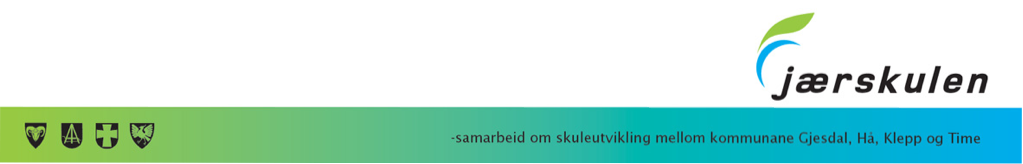 jærskulen
-samarbeid om skuleutvikling mellom kommunane Gjesdal, Hå, Klepp og Time